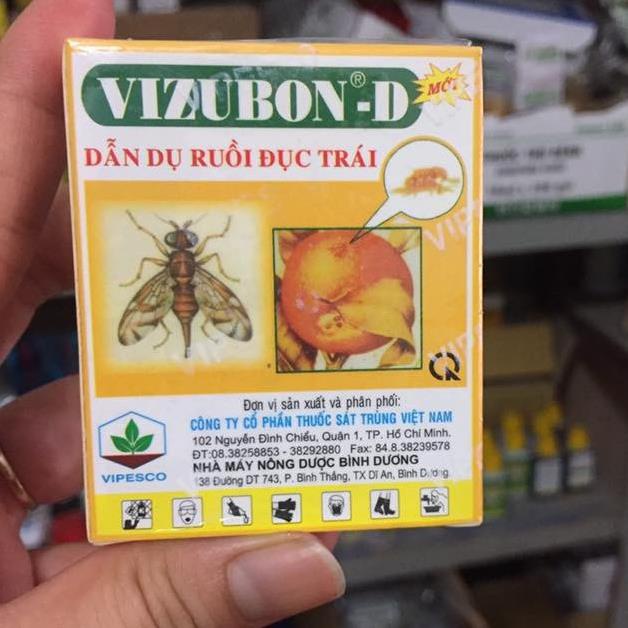 VIZUBON®-D
MỚI
DẪN DỤ RUỒI ĐỤC TRÁI
Đơn vị sản xuất và phân phối:
CÔNG TY CỔ PHẦN THUỐC SÁT TRÙNG VIỆT NAM
102 Nguyễn Đình Chiểu, Quận 1, TP. Hồ Chí Minh.
ĐT:08.38258853 - 38292880 Fax: 84.8.38239578
NHÀ MÁY NÔNG DƯỢC BÌNH DƯƠNG
138 Đường DT 743, P. Bình Thắng, TX Dĩ An, Bình Dương.
VIPESCO